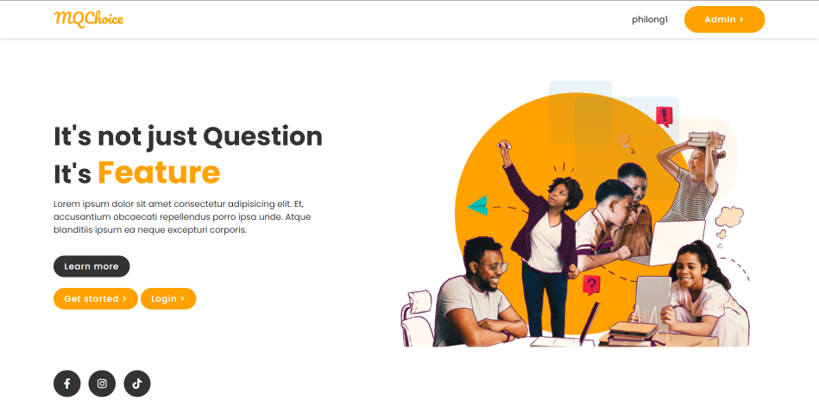 MQChoice
philong1
Admin >
It's not just Question
It's Feature
Lorem ipsum dolor sit amet consectetur adipisicing elit. Et,
accusantium obcaecati repellendus porro ipsa unde. Atque
blanditiis ipsum ea neque excepturi corporis.
Learn more
Get started >
Login >
!
?